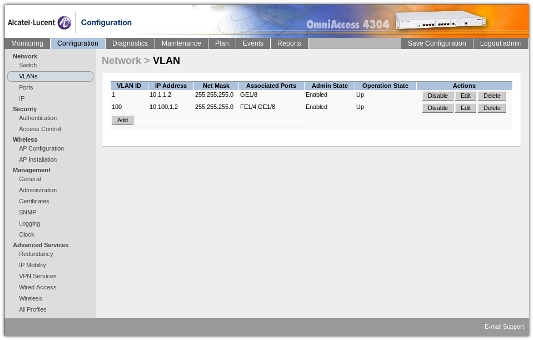 Alcatel-Lucent Configuration OmniAccess 4304
Monitoring Configuration Diagnostics Maintenance Plan Events Reports Save Configuration Logout admin
Network
Switch
VLANs
Ports
IP
Security
Authentication
Access Control
Wireless
AP Configuration
AP Installation
Management
General
Administration
Certificates
SNMP
Logging
Clock
Advanced Services
Redundancy
IP Mobility
VPN Services
Wired Access
Wireless
All Profiles
Network > VLAN
VLAN ID IP Address Net Mask Associated Ports Admin State Operation State Actions
1 10.1.1.2 255.255.255.0 GE1/8 Enabled Up Disable Edit Delete
100 10.100.1.2 255.255.255.0 FE1/4,GE1/8 Enabled Up Disable Edit Delete
Add
E-mail Support